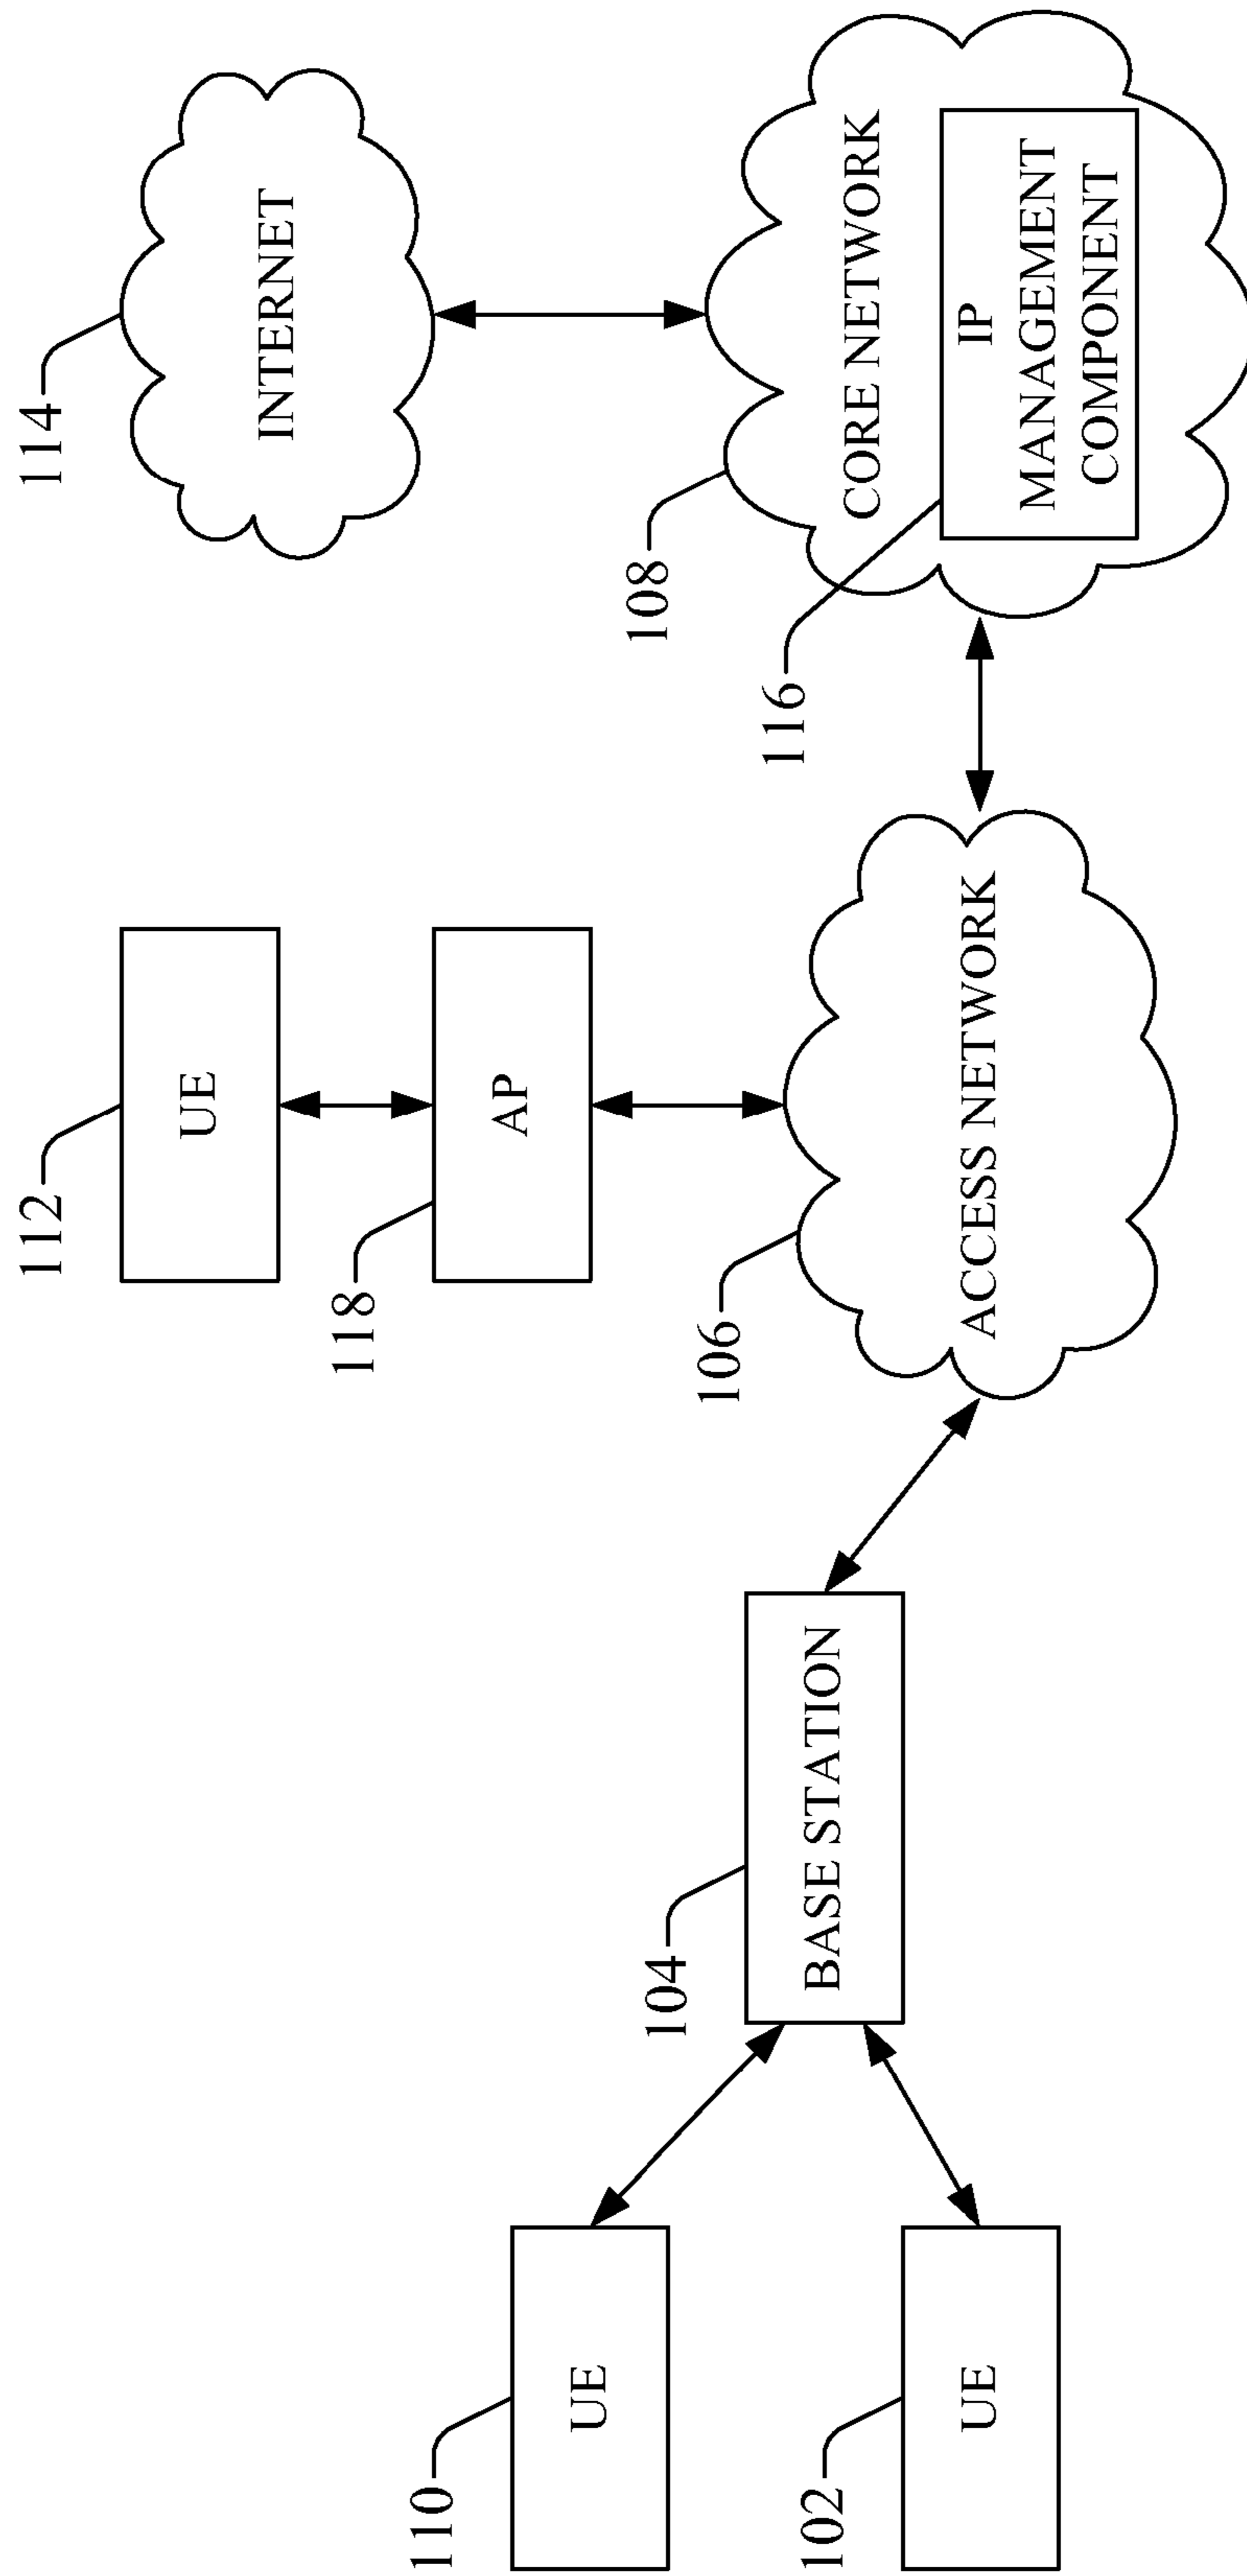 114
INTERNET
112
UE
118
AP
108
CORE NETWORK
116
IP
MANAGEMENT
COMPONENT
106
ACCESS NETWORK
104
BASE STATION
110
UE
102
UE